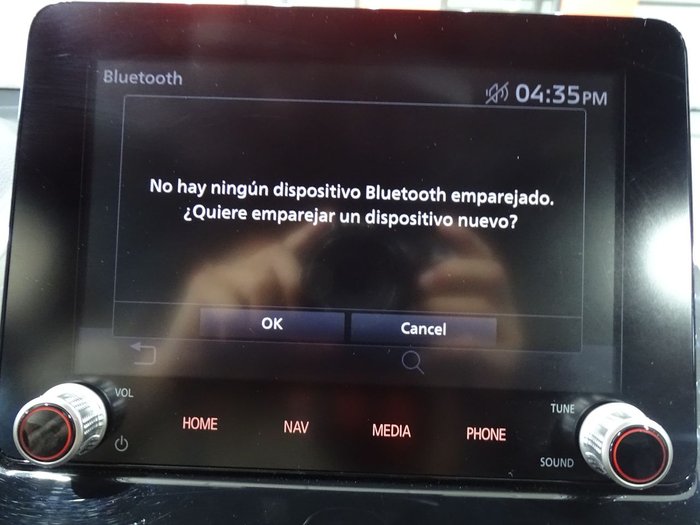 Bluetooth
04:35PM
No hay ningún dispositivo Bluetooth emparejado.
¿Quiere emparejar un dispositivo nuevo?
OK
Cancel
VOL
TUNE
HOME
NAV
MEDIA
PHONE
SOUND